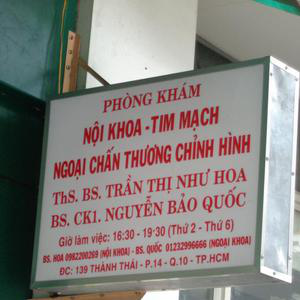 PHÒNG KHÁM
NỘI KHOA - TIM MẠCH
NGOẠI CHẤN THƯƠNG CHỈNH HÌNH
ThS. BS. TRẦN THỊ NHƯ HOA
BS. CK1. NGUYỄN BẢO QUỐC
Giờ làm việc: 16:30 - 19:30 (Thứ 2 - Thứ 6)
BS. HOA 0982200269 (NỘI KHOA) - BS. QUỐC 01232996666 (NGOẠI KHOA)
ĐC: 139 THÀNH THÁI - P.14 - Q.10 - TP.HCM